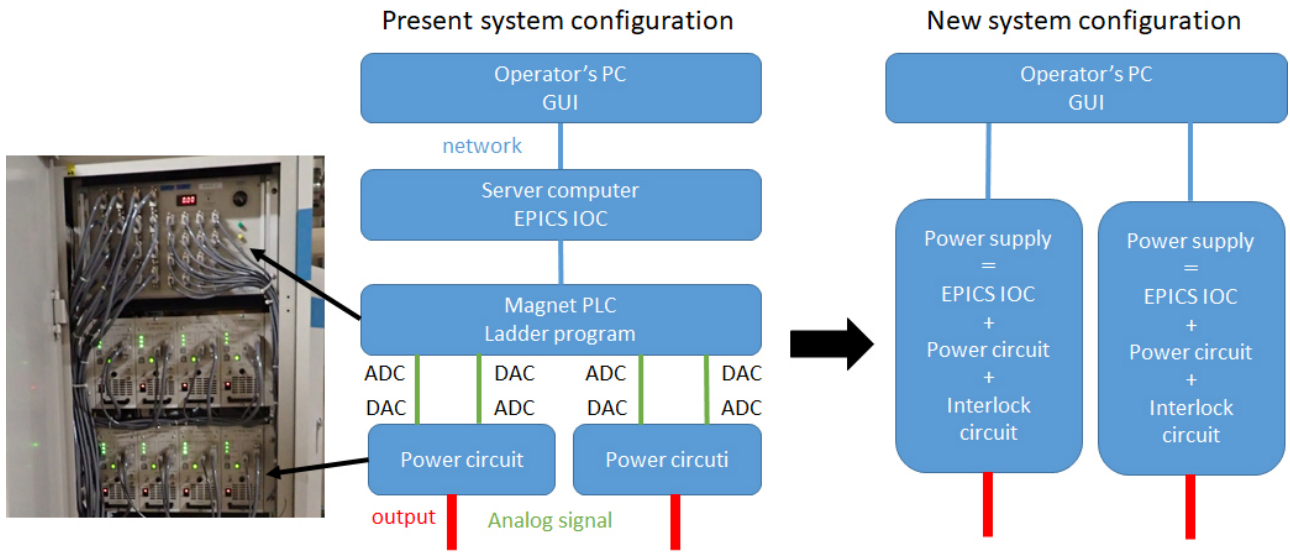 Present system configuration
New system configuration
Operator's PC
GUI
network
Server computer
EPICS IOC
Magnet PLC
Ladder program
ADC
DAC
ADC
DAC
DAC
ADC
DAC
ADC
Power circuit
Power circuti
output
Analog signal
Operator's PC
GUI
Power supply
=
EPICS IOC
+
Power circuit
+
Interlock
circuit
Power supply
=
EPICS IOC
+
Power circuit
+
Interlock
circuit